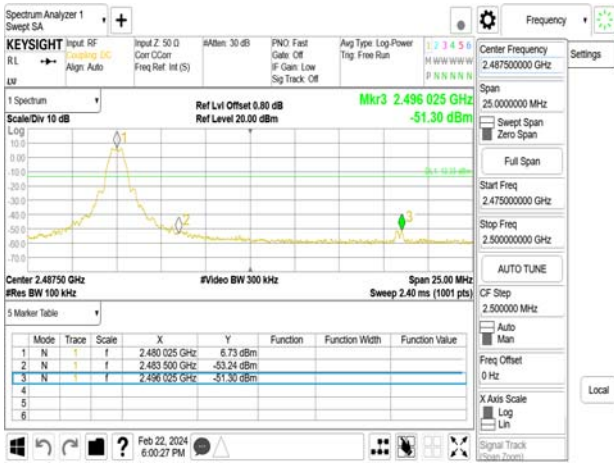 Spectrum Analyzer 1
Swept SA
Frequency
KEYSIGHT Input: RF Input Z: 50 Ω #Atten: 30 dB PNO: Fast Avg Type: Log-Power 1 2 3 4 5 6
RL Coupling: DC Corr CCorr Gate: Off Trig: Free Run M W W W W W
Align: Auto Freq Ref: Int (S) IF Gain: Low
Sig Track: Off P N N N N N
1 Spectrum
Ref Lvl Offset 0.80 dB Mkr3 2.496 025 GHz
Scale/Div 10 dB Ref Level 20.00 dBm -51.30 dBm
Log
10.0
0.00
-10.0
-20.0
-30.0
-40.0
-50.0
-60.0
-70.0
1
2
3
Center 2.48750 GHz #Video BW 300 kHz Span 25.00 MHz
#Res BW 100 kHz Sweep 2.40 ms (1001 pts)
5 Marker Table
Mode Trace Scale X Y Function Function Width Function Value
1 N 1 f 2.480 025 GHz 6.73 dBm
2 N 1 f 2.483 500 GHz -53.24 dBm
3 N 1 f 2.496 025 GHz -51.30 dBm
4
5
6
Feb 22, 2024
6:00:27 PM
Center Frequency
2.487500000 GHz
Span
25.0000000 MHz
Swept Span
Zero Span
Full Span
Start Freq
2.475000000 GHz
Stop Freq
2.500000000 GHz
AUTO TUNE
CF Step
2.500000 MHz
Auto
Man
Freq Offset
0 Hz
X Axis Scale
Log
Lin
Signal Track
(Span Zoom)
Settings
Local